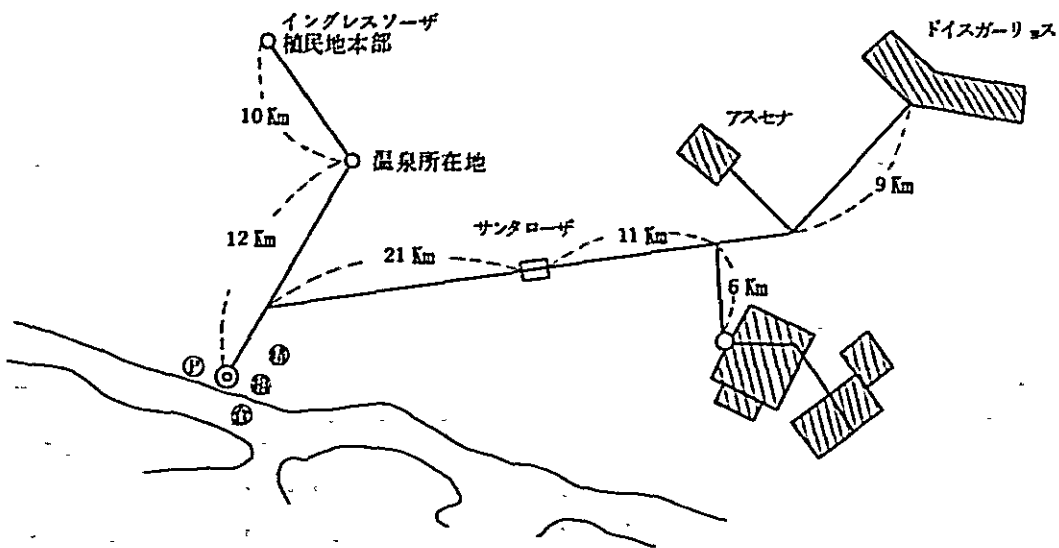 イングレスソーザ
植民地本部
ドイスガーリョス
10 Km
アスセナ
温泉所在地
9 Km
12 Km
サンタローザ
21 Km
11 Km
6 Km